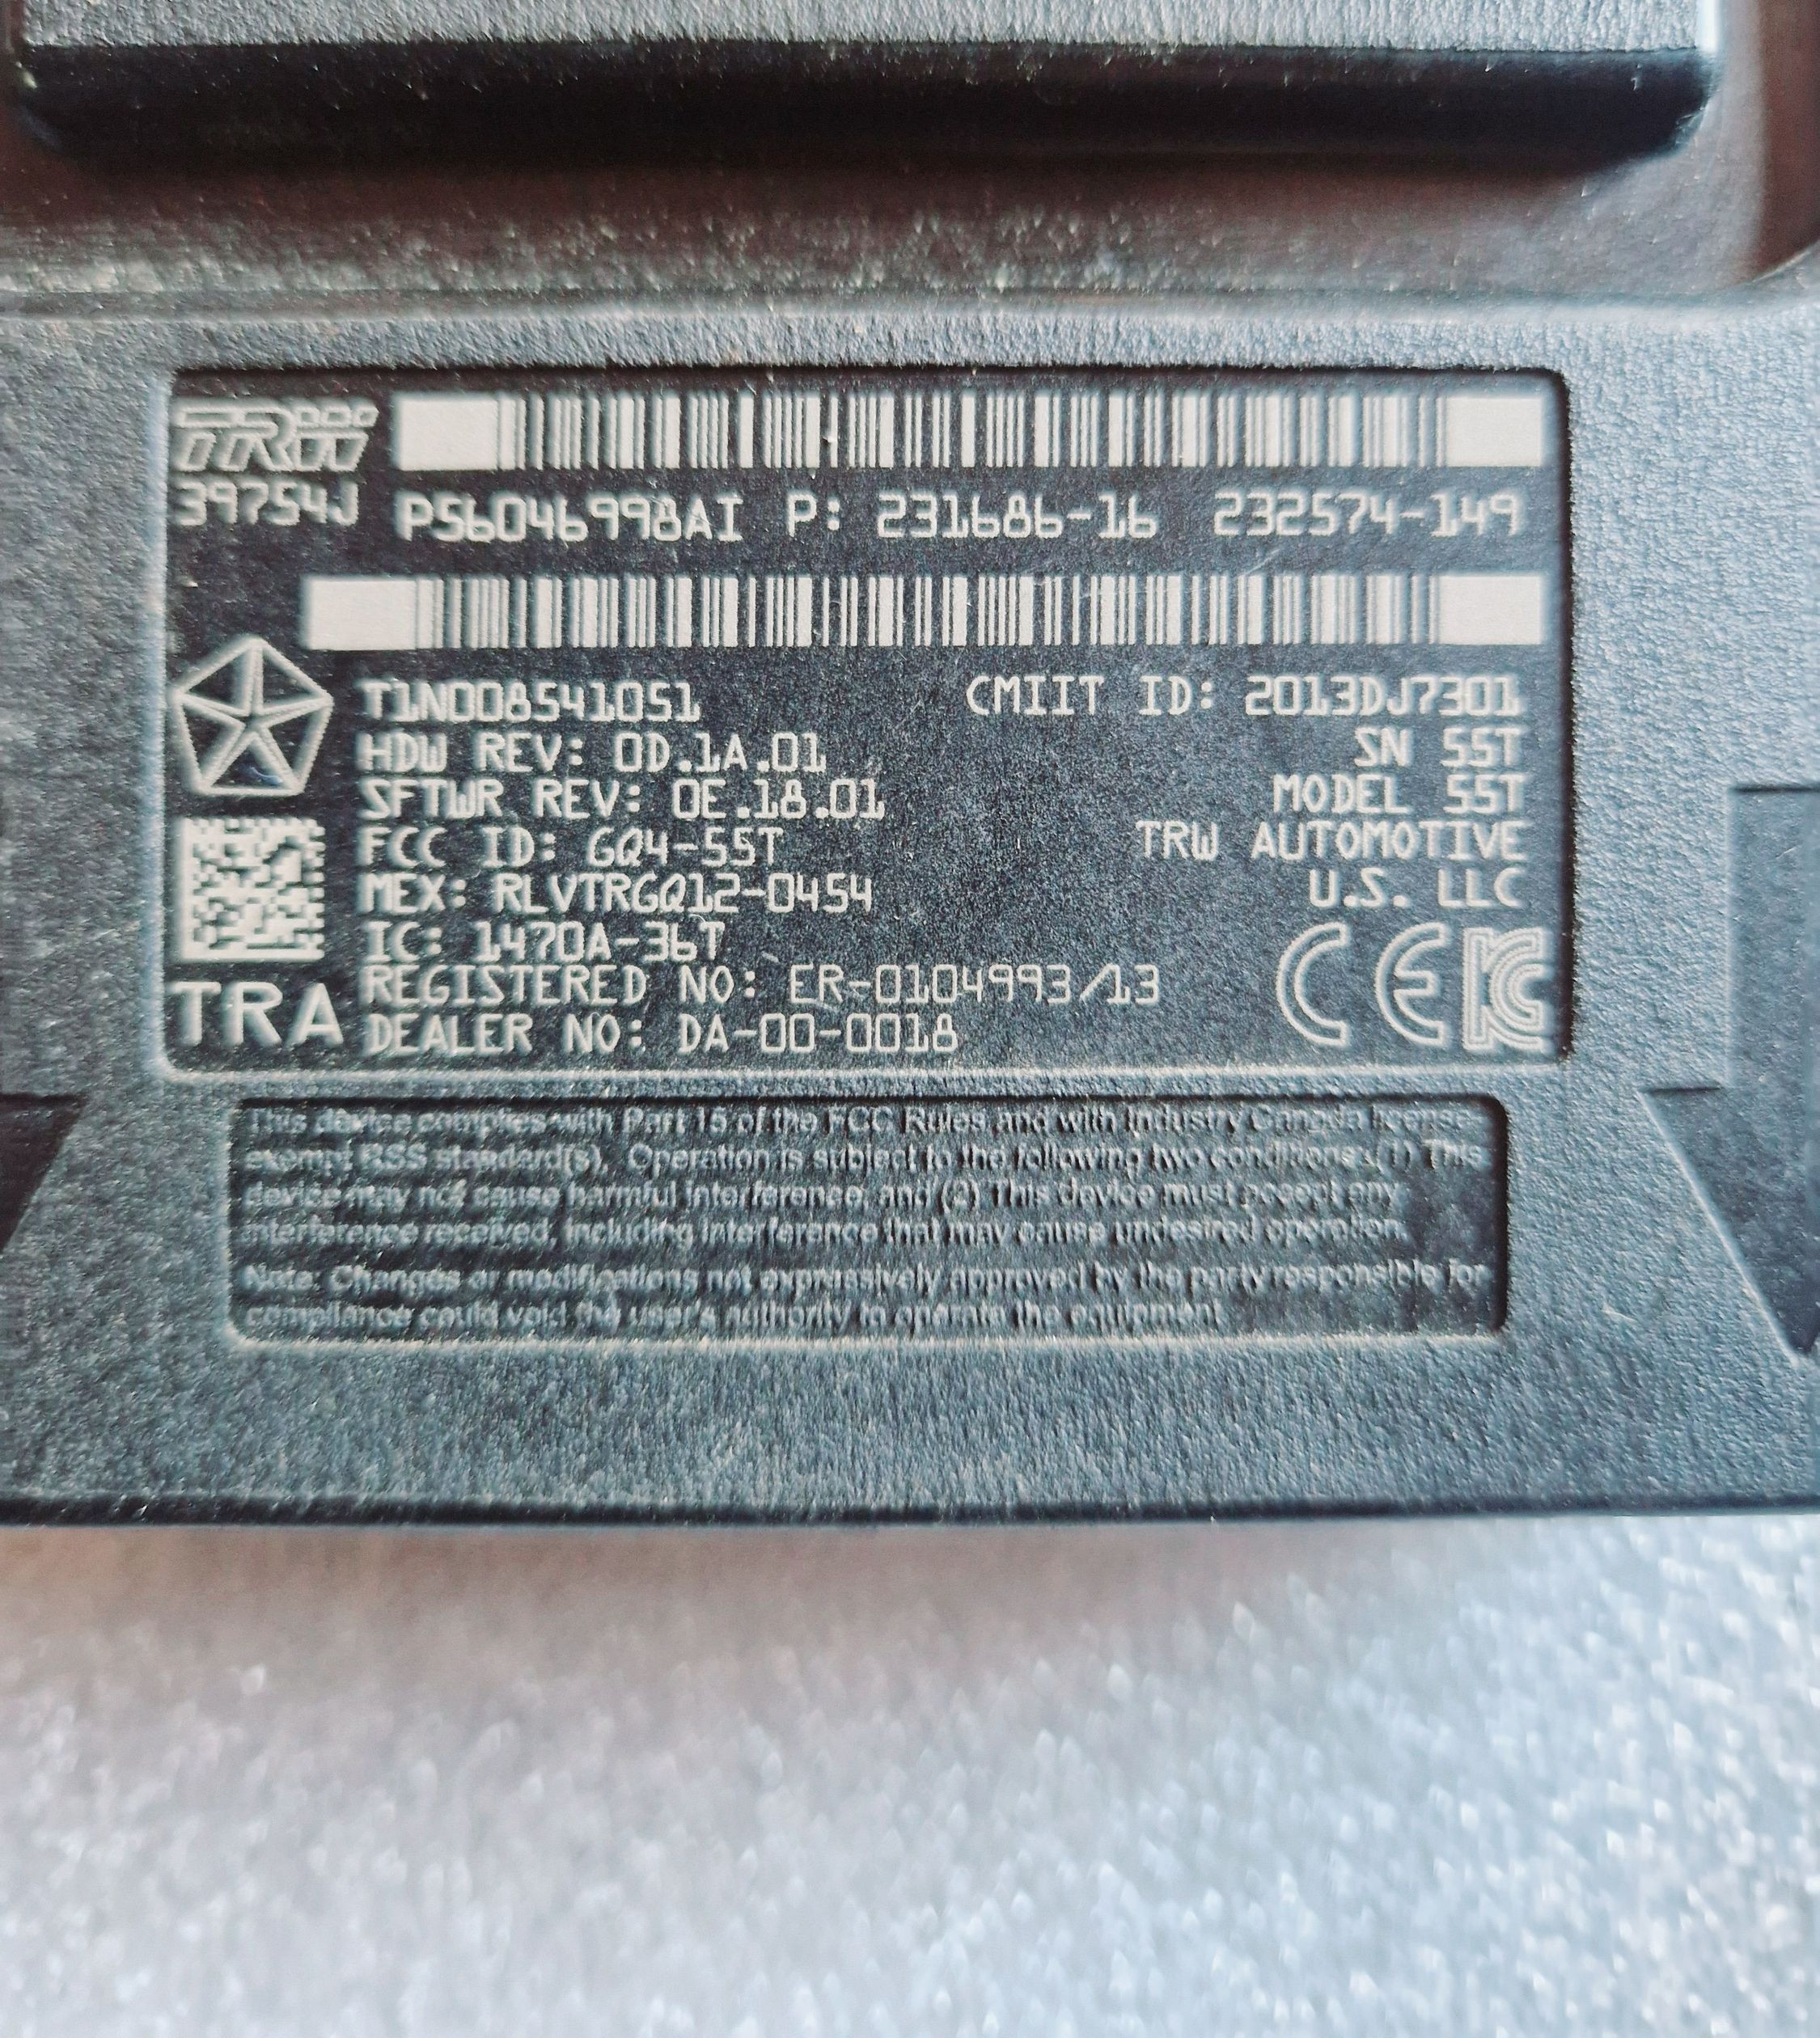 TRW
39754J
P56046998AI P: 231686-16 232574-149
T1N008541051 CMIIT ID: 2013DJ7301
HDW REV: 0D.1A.01 SN 55T
SFTWR REV: 0E.18.01 MODEL 55T
FCC ID: GQ4-55T TRW AUTOMOTIVE
MEX: RLVTRGQ12-0454 U.S. LLC
IC: 1470A-36T
REGISTERED NO: ER-0104993/13
TRA DEALER NO: DA-00-0018
CE
This device complies with Part 15 of the FCC Rules and with Industry Canada license-
exempt RSS standard(s). Operation is subject to the following two conditions: (1) This
device may not cause harmful interference, and (2) This device must accept any
interference received, including interference that may cause undesired operation.
Note: Changes or modifications not expressively approved by the party responsible for
compliance could void the user's authority to operate the equipment